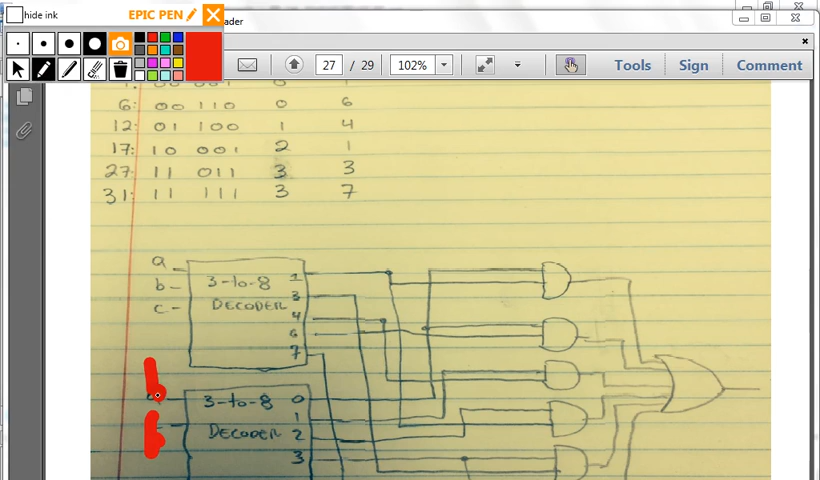 hide ink EPIC PEN
ader
27 / 29 102% Tools Sign Comment
6: 00 110 0 6
12: 01 100 1 4
17: 10 001 2 1
27: 11 011 3 3
31: 11 111 3 7
a
b
c
3-to-8
DECODER
1
3
4
6
7
3-to-8
DECODER
0
1
2
3